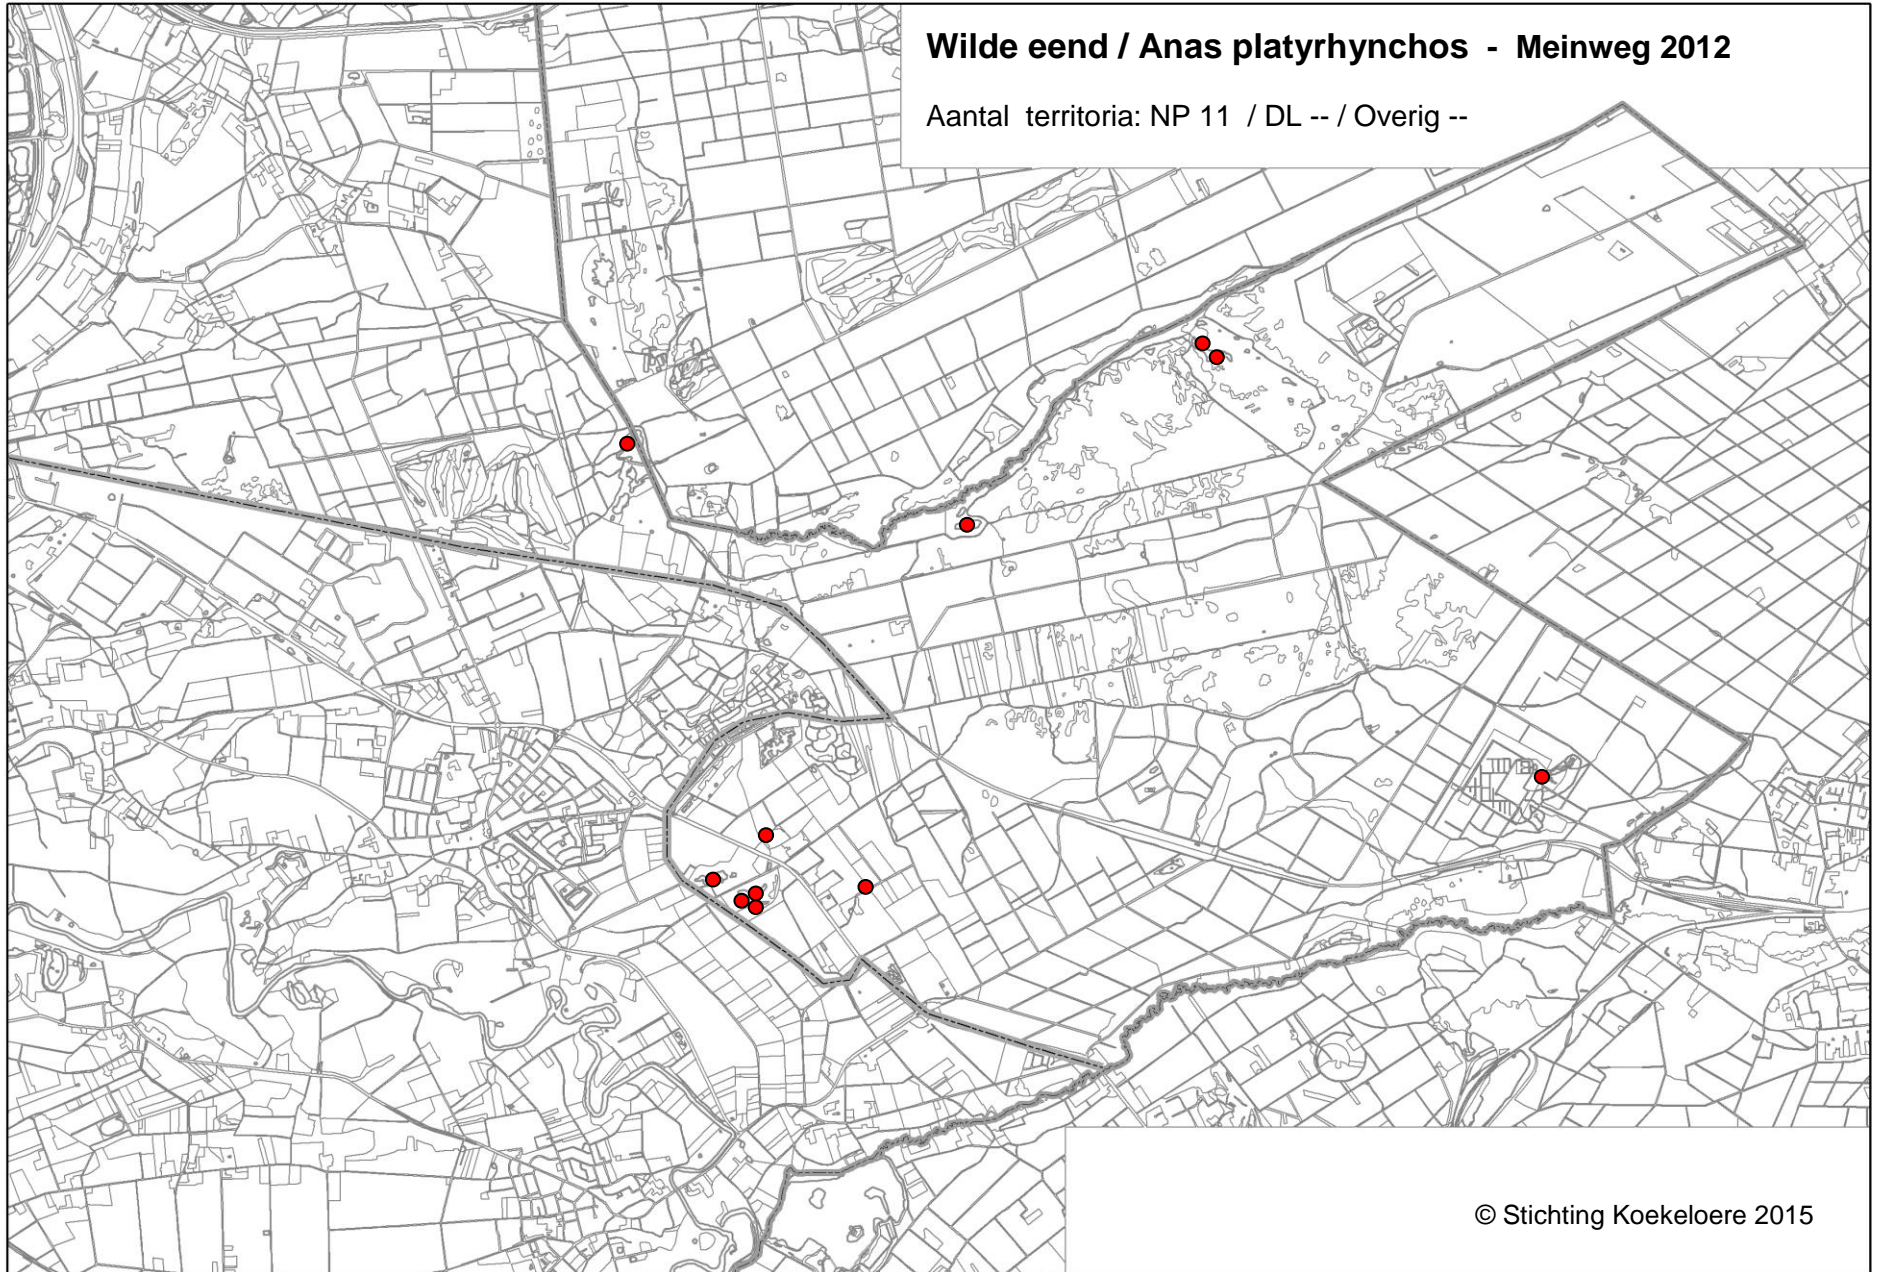 Wilde eend / Anas platyrhynchos - Meinweg 2012
Aantal territoria: NP 11 / DL -- / Overig --
© Stichting Koekeloere 2015